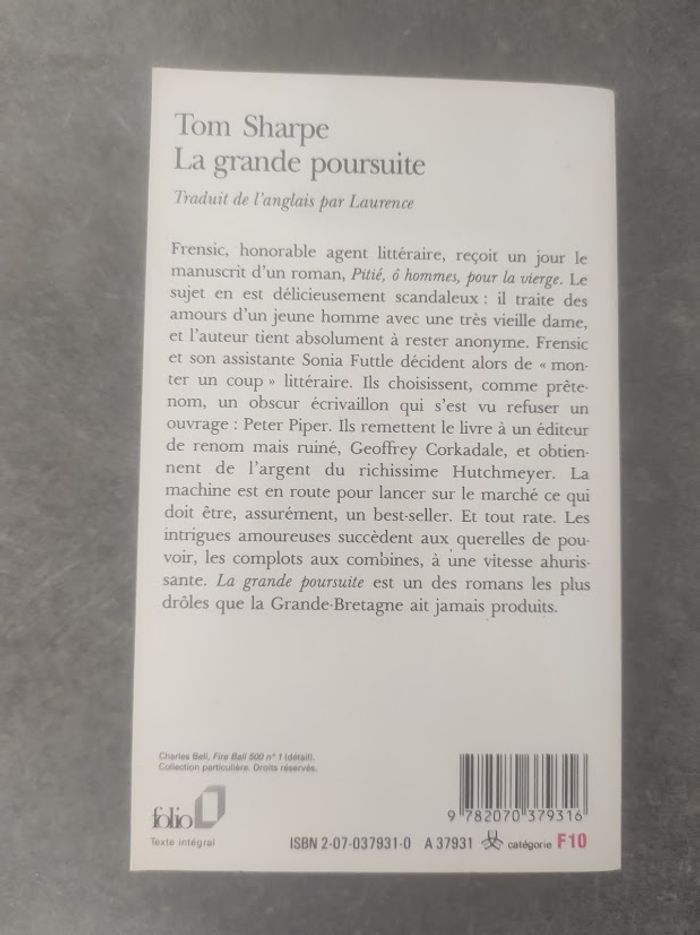 Tom Sharpe
La grande poursuite
Traduit de l'anglais par Laurence
Frensic, honorable agent littéraire, reçoit un jour le
manuscrit d'un roman, Pitié, ô hommes, pour la vierge. Le
sujet en est délicieusement scandaleux : il traite des
amours d'un jeune homme avec une très vieille dame,
et l'auteur tient absolument à rester anonyme. Frensic
et son assistante Sonia Futtle décident alors de « mon-
ter un coup » littéraire. Ils choisissent, comme prête-
nom, un obscur écrivaillon qui s'est vu refuser un
ouvrage : Peter Piper. Ils remettent le livre à un éditeur
de renom mais ruiné, Geoffrey Corkadale, et obtien-
nent de l'argent du richissime Hutchmeyer. La
machine est en route pour lancer sur le marché ce qui
doit être, assurément, un best-seller. Et tout rate. Les
intrigues amoureuses succèdent aux querelles de pou-
voir, les complots aux combines, à une vitesse ahuris-
sante. La grande poursuite est un des romans les plus
drôles que la Grande-Bretagne ait jamais produits.
Charles Bell, Fire Ball 500 n° 1 (détail).
Collection particulière. Droits réservés.
folio
Texte intégral
9 782070 379316
ISBN 2-07-037931-0 A 37931 catégorie F10